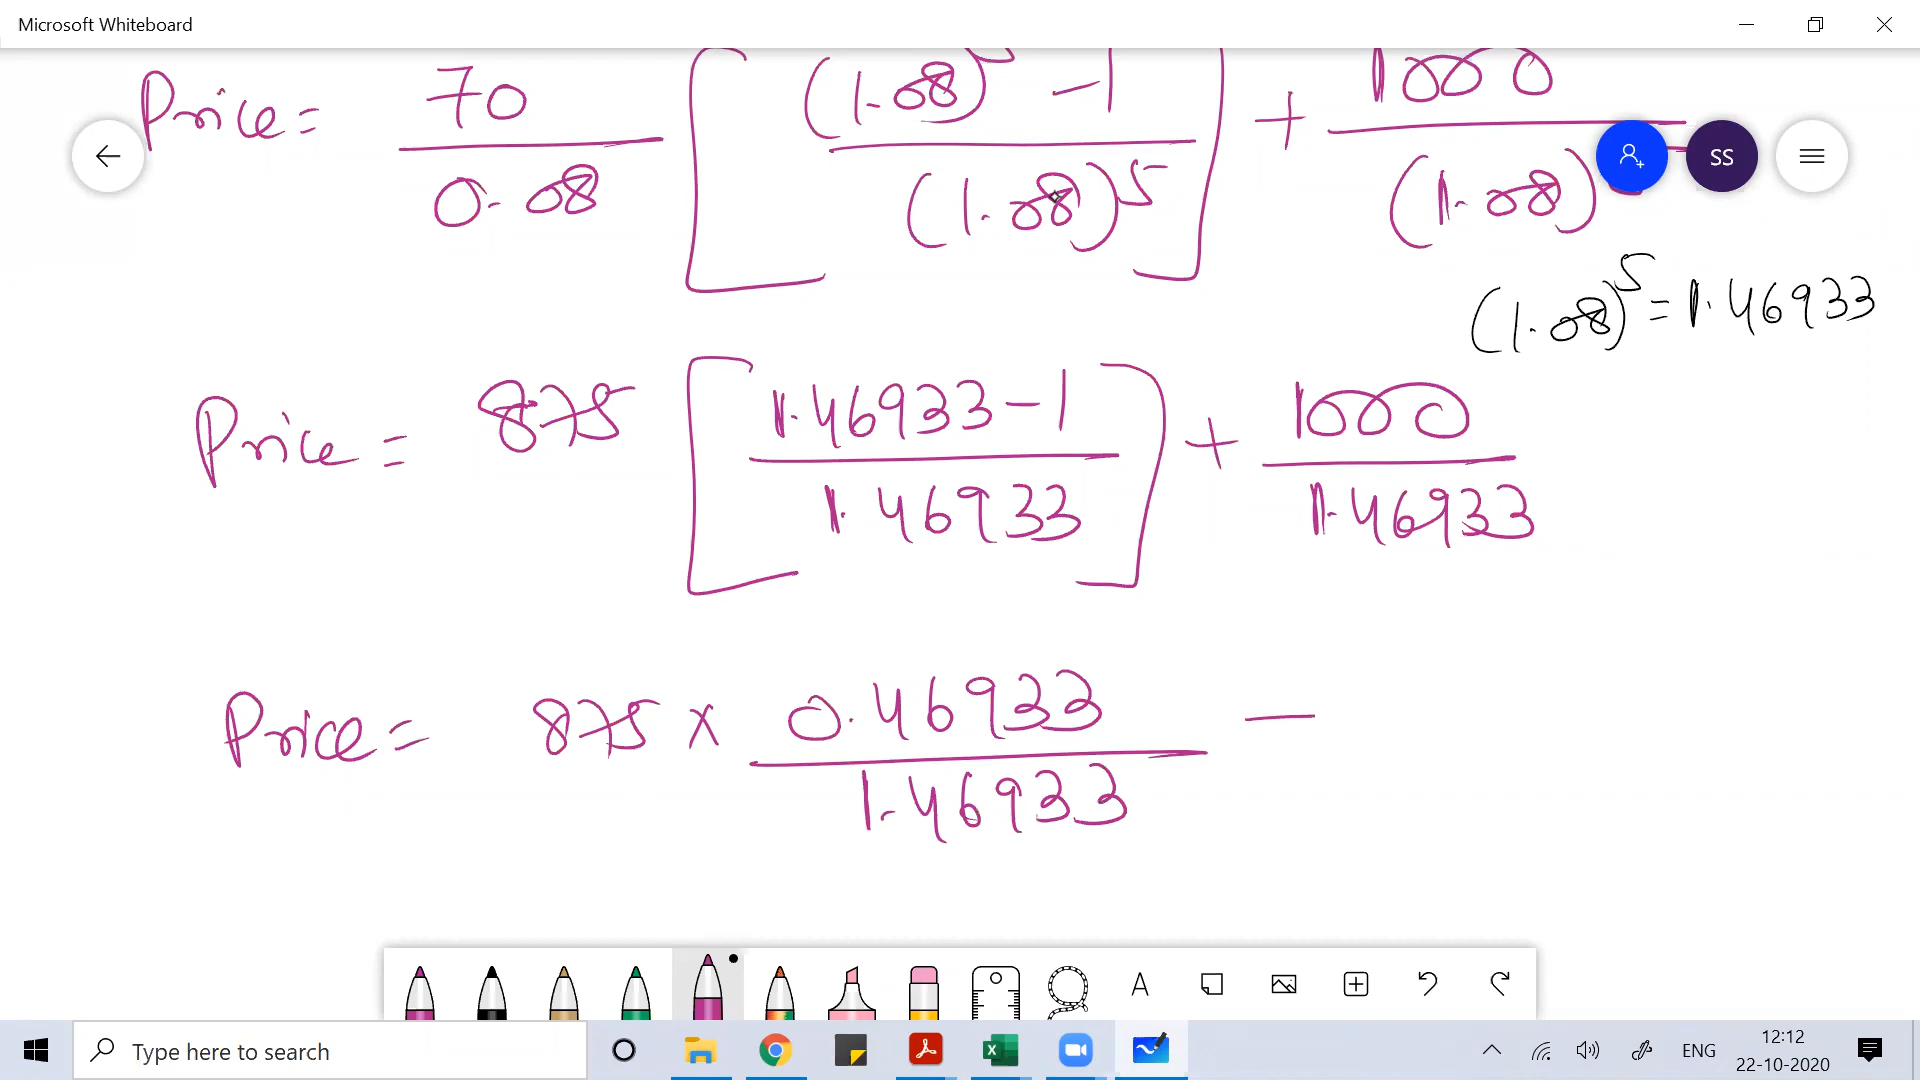 Microsoft Whiteboard
Price = 70 / 0.08 [ (1.08) - 1 / (1.08)^5 ] + 1000 / (1.08)
SS
(1.08)^5 = 1.46933
Price = 875 [ 1.46933 - 1 / 1.46933 ] + 1000 / 1.46933
Price = 875 x 0.46933 / 1.46933 —
A
Type here to search
ENG
12:12
22-10-2020